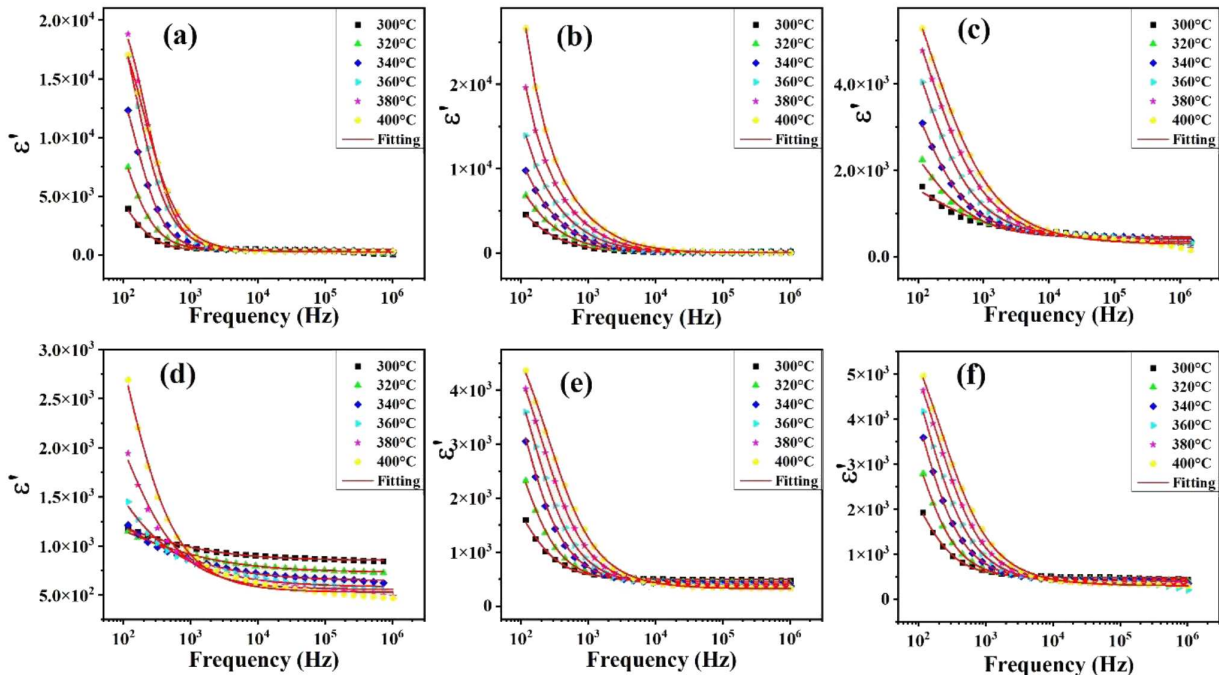 (a)
2.0×10⁴
1.5×10⁴
1.0×10⁴
5.0×10³
0.0
ε'
10² 10³ 10⁴ 10⁵ 10⁶
Frequency (Hz)
300°C
320°C
340°C
360°C
380°C
400°C
Fitting
(b)
2×10⁴
1×10⁴
0
ε'
10² 10³ 10⁴ 10⁵ 10⁶
Frequency (Hz)
300°C
320°C
340°C
360°C
380°C
400°C
Fitting
(c)
4.0×10³
2.0×10³
0.0
ε'
10² 10³ 10⁴ 10⁵ 10⁶
Frequency (Hz)
300°C
320°C
340°C
360°C
380°C
400°C
Fitting
(d)
3.0×10³
2.5×10³
2.0×10³
1.5×10³
1.0×10³
5.0×10²
ε'
10² 10³ 10⁴ 10⁵ 10⁶
Frequency (Hz)
300°C
320°C
340°C
360°C
380°C
400°C
Fitting
(e)
4×10³
3×10³
2×10³
1×10³
0
ε'
10² 10³ 10⁴ 10⁵ 10⁶
Frequency (Hz)
300°C
320°C
340°C
360°C
380°C
400°C
Fitting
(f)
5×10³
4×10³
3×10³
2×10³
1×10³
0
ε'
10² 10³ 10⁴ 10⁵ 10⁶
Frequency (Hz)
300°C
320°C
340°C
360°C
380°C
400°C
Fitting